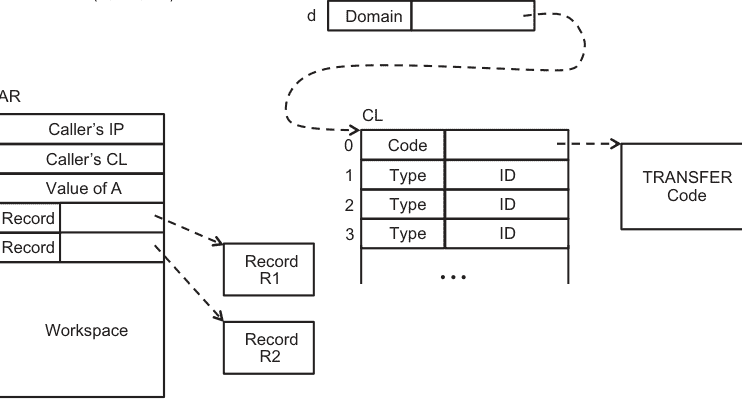 d Domain
AR
CL
Caller's IP
Caller's CL
Value of A
Record
Record
Workspace
Record
R1
Record
R2
0 Code
1 Type ID
2 Type ID
3 Type ID
...
TRANSFER
Code